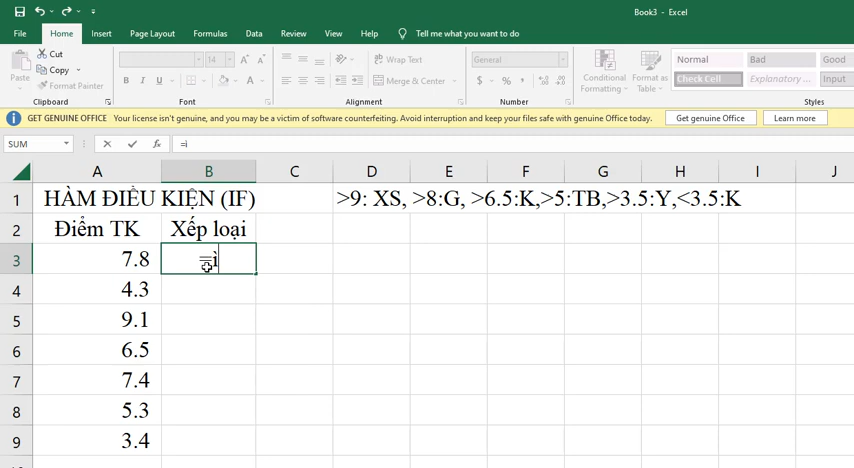 Book3 - Excel
File Home Insert Page Layout Formulas Data Review View Help Tell me what you want to do
Cut
Copy
Format Painter
Paste
14 A A
Wrap Text
General
Conditional Formatting
Format as Table
Normal Bad Good
B I U A
Merge & Center
$ % ,
Check Cell Explanatory ... Input
Clipboard Font Alignment Number Styles
GET GENUINE OFFICE Your license isn't genuine, and you may be a victim of software counterfeiting. Avoid interruption and keep your files safe with genuine Office today. Get genuine Office Learn more
SUM fx =ì
A B C D E F G H I J
1 HÀM ĐIỀU KIỆN (IF) >9: XS, >8:G, >6.5:K,>5:TB,>3.5:Y,<3.5:K
2 Điểm TK Xếp loại
3 7.8 =ì
4 4.3
5 9.1
6 6.5
7 7.4
8 5.3
9 3.4